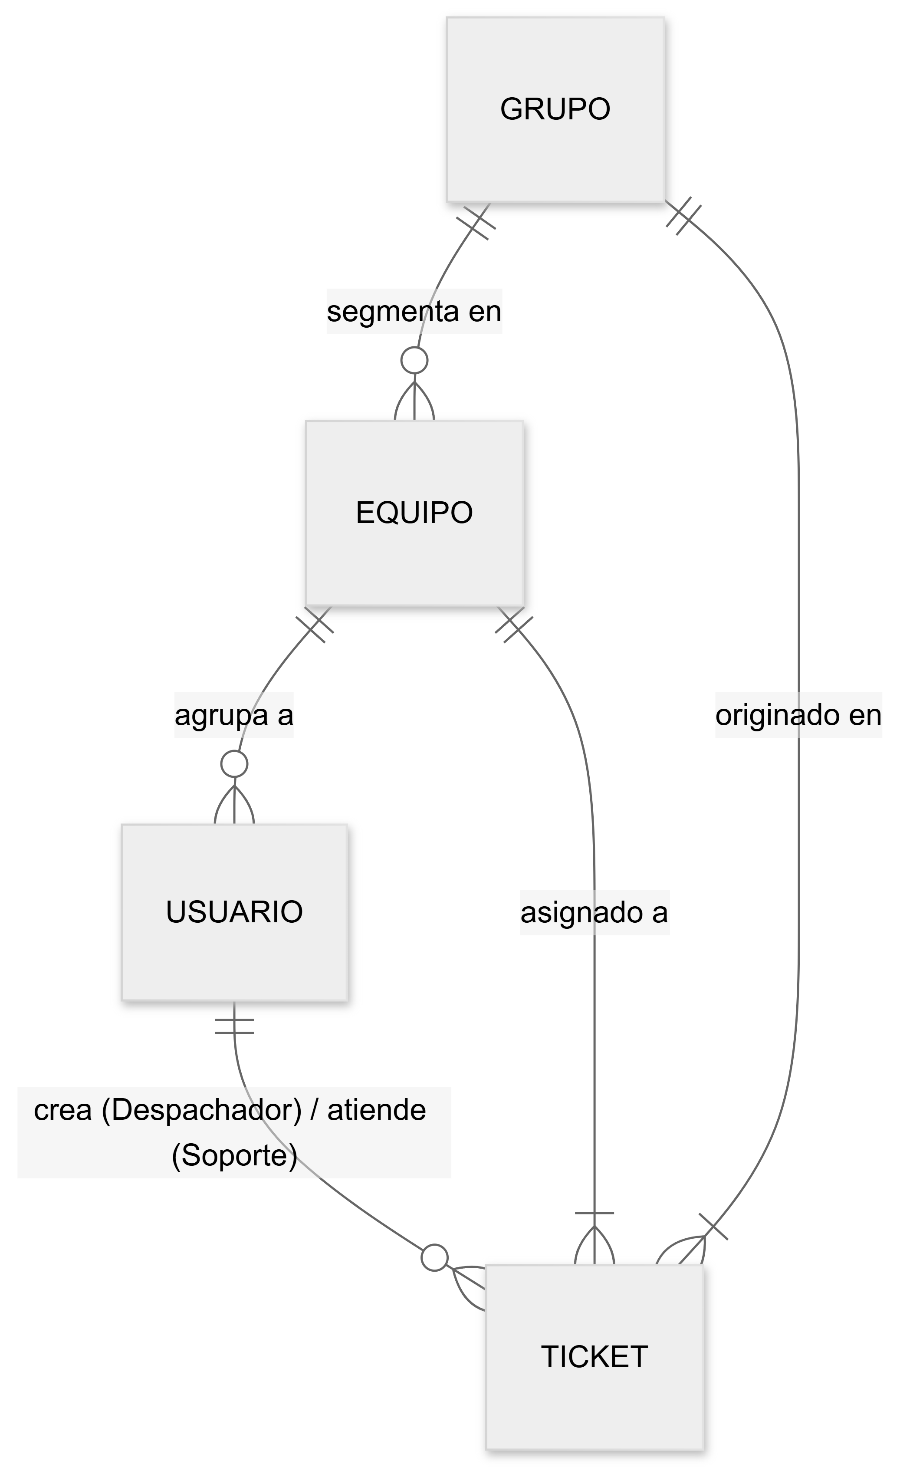 GRUPO
segmenta en
EQUIPO
agrupa a
originado en
USUARIO
asignado a
crea (Despachador) / atiende
(Soporte)
TICKET